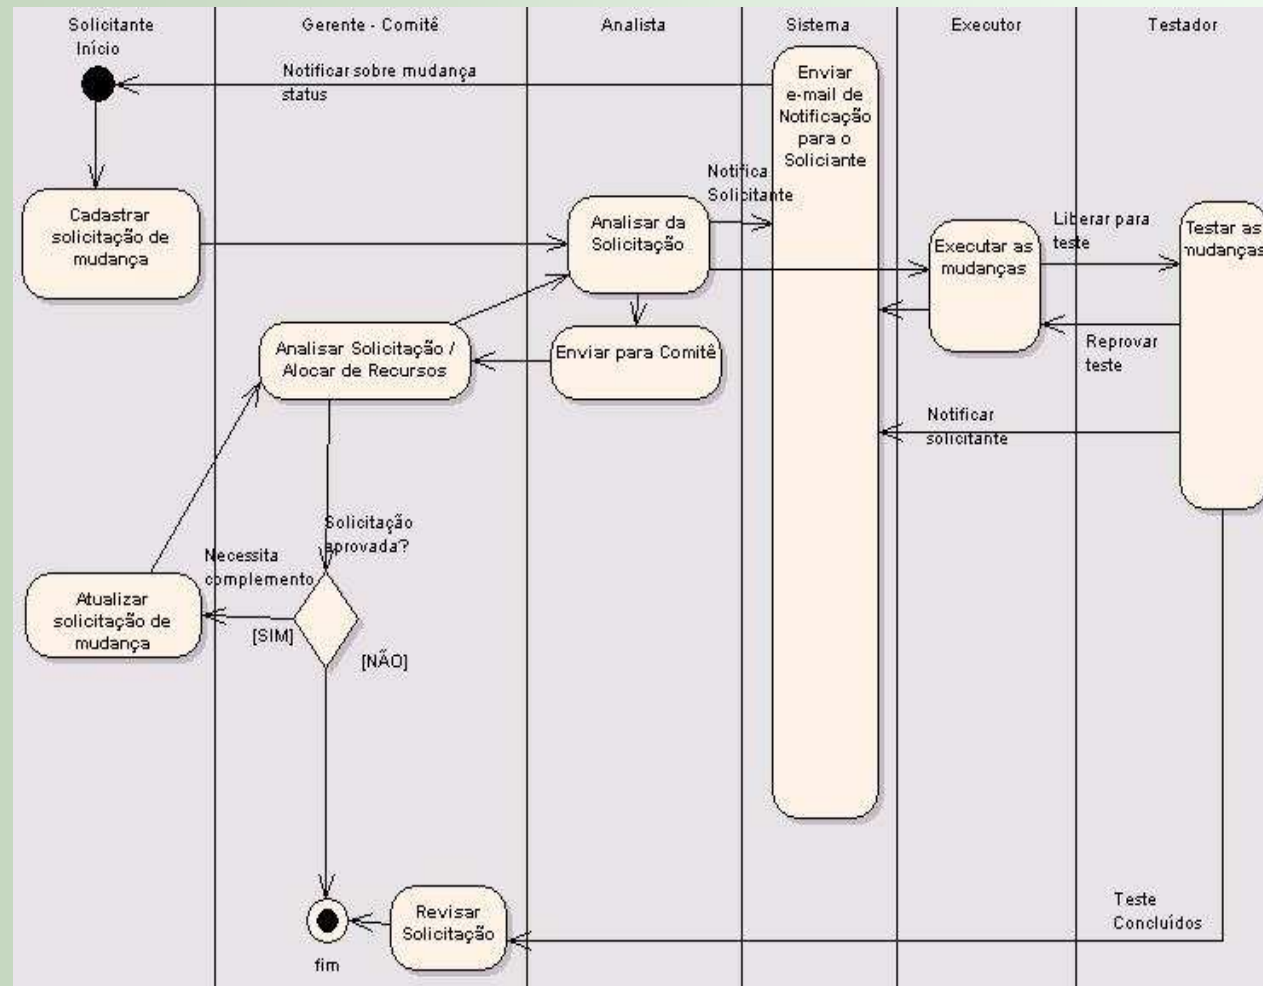 Solicitante
Gerente - Comitê
Analista
Sistema
Executor
Testador
Início
Notificar sobre mudança
status
Enviar
e-mail de
Notificação
para o
Soliciante
Notifica
Solicitante
Cadastrar
solicitação de
mudança
Analisar da
Solicitação
Executar as
mudanças
Liberar para
teste
Testar as
mudanças
Analisar Solicitação /
Alocar de Recursos
Enviar para Comitê
Reprovar
teste
Notificar
solicitante
Solicitação
aprovada?
Necessita
complemento
Atualizar
solicitação de
mudança
[SIM]
[NÃO]
Revisar
Solicitação
Teste
Concluídos
fim